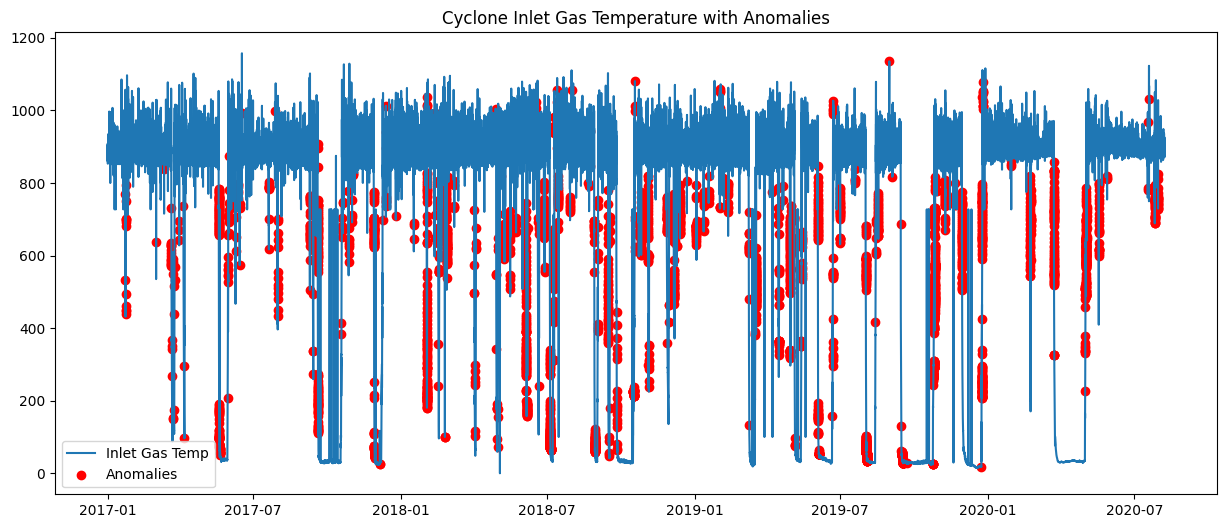 Cyclone Inlet Gas Temperature with Anomalies
1200
1000
800
600
400
200
0
Inlet Gas Temp
Anomalies
2017-01 2017-07 2018-01 2018-07 2019-01 2019-07 2020-01 2020-07